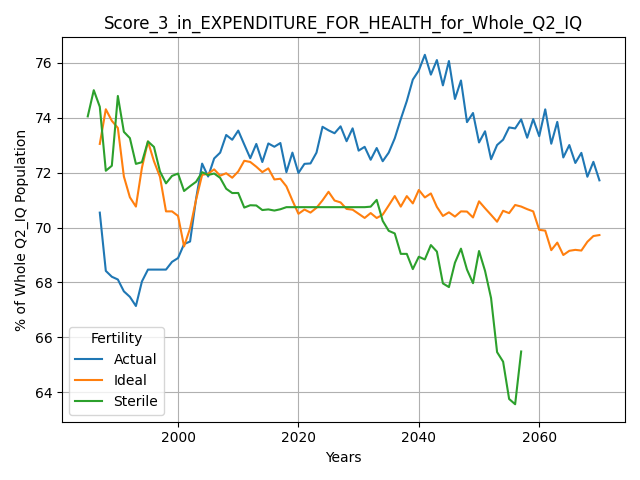 Score_3_in_EXPENDITURE_FOR_HEALTH_for_Whole_Q2_IQ
% of Whole Q2_IQ Population
76
74
72
70
68
66
64
Fertility
Actual
Ideal
Sterile
2000 2020 2040 2060
Years